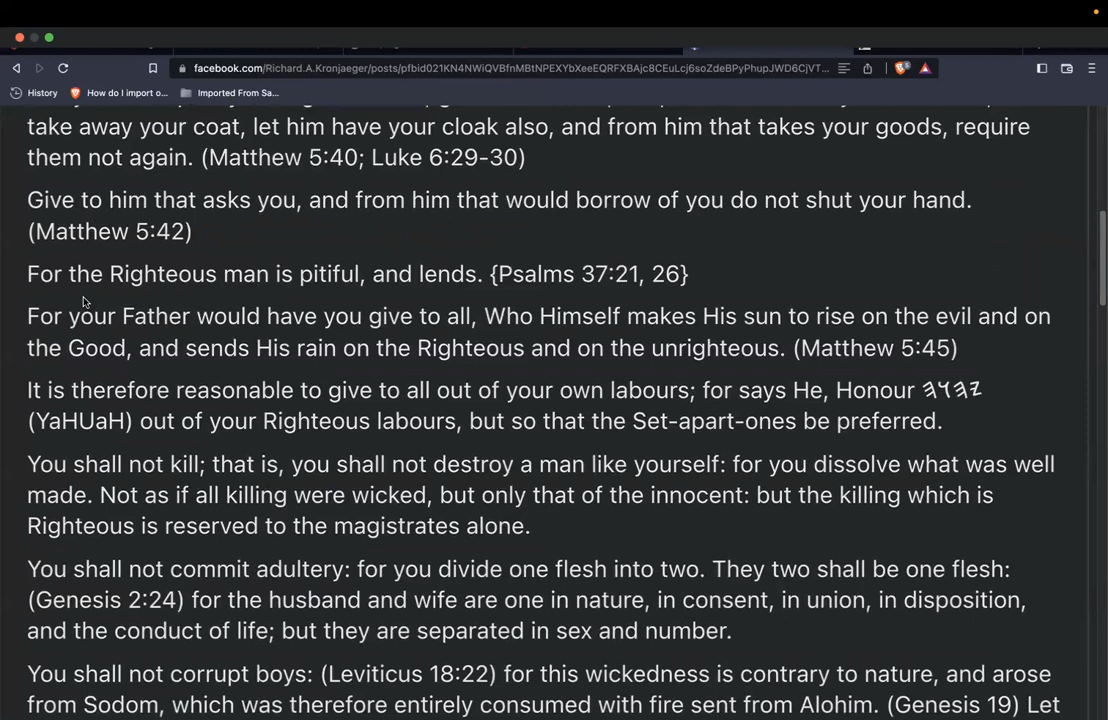 facebook.com/Richard.A.Kronjaeger/posts/pfbid021KN4NWiQVBfnMBtNPEXYbXeeEQRFXBAjc8CEuLcj6soZdeBPyPhupJWD6CjVT...
History How do I import o... Imported From Sa...
take away your coat, let him have your cloak also, and from him that takes your goods, require
them not again. (Matthew 5:40; Luke 6:29-30)
Give to him that asks you, and from him that would borrow of you do not shut your hand.
(Matthew 5:42)
For the Righteous man is pitiful, and lends. {Psalms 37:21, 26}
For your Father would have you give to all, Who Himself makes His sun to rise on the evil and on
the Good, and sends His rain on the Righteous and on the unrighteous. (Matthew 5:45)
It is therefore reasonable to give to all out of your own labours; for says He, Honour 𐤉𐤄𐤅𐤄
(YaHUaH) out of your Righteous labours, but so that the Set-apart-ones be preferred.
You shall not kill; that is, you shall not destroy a man like yourself: for you dissolve what was well
made. Not as if all killing were wicked, but only that of the innocent: but the killing which is
Righteous is reserved to the magistrates alone.
You shall not commit adultery: for you divide one flesh into two. They two shall be one flesh:
(Genesis 2:24) for the husband and wife are one in nature, in consent, in union, in disposition,
and the conduct of life; but they are separated in sex and number.
You shall not corrupt boys: (Leviticus 18:22) for this wickedness is contrary to nature, and arose
from Sodom, which was therefore entirely consumed with fire sent from Alohim. (Genesis 19) Let